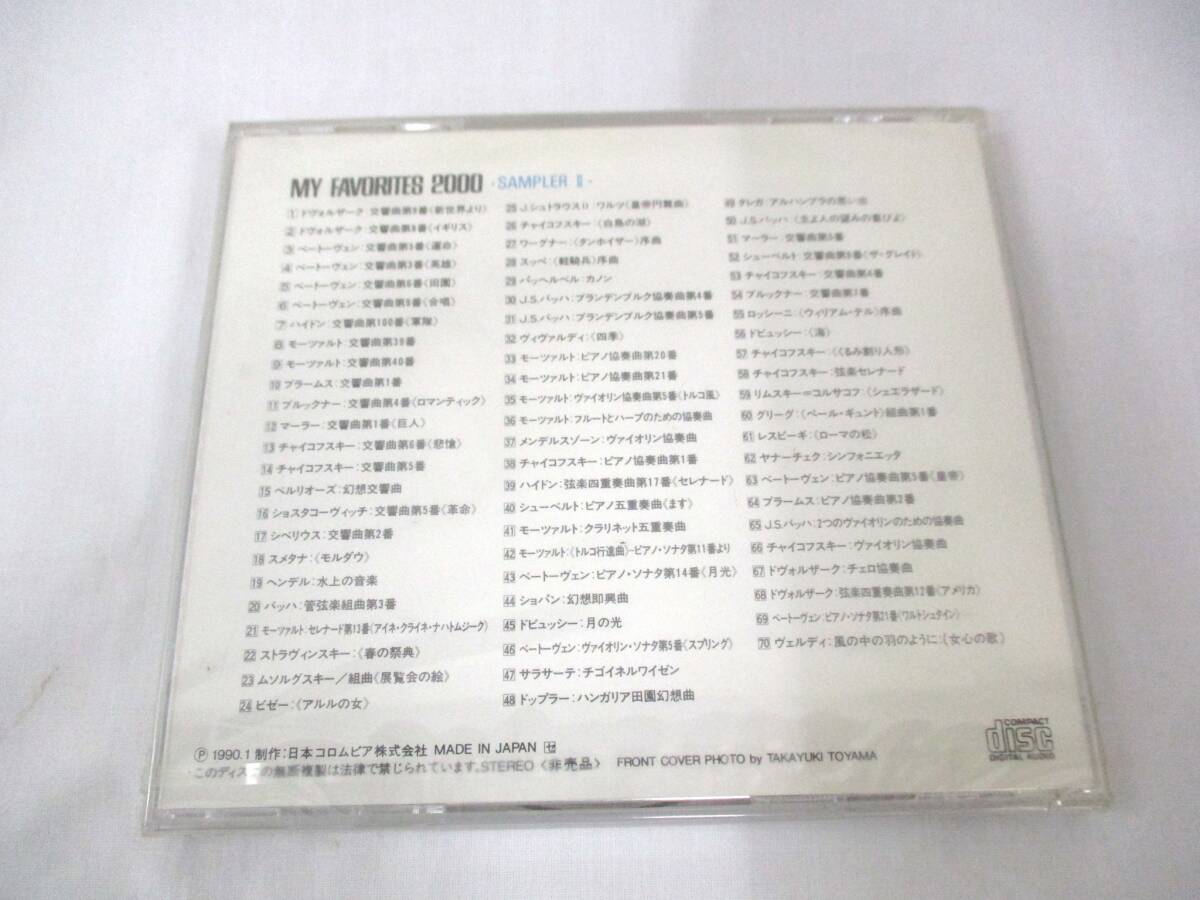 MY FAVORITES 2000 -SAMPLER II-
1 ドヴォルザーク:交響曲第9番〈新世界より〉
2 ドヴォルザーク:交響曲第8番〈イギリス〉
3 ベートーヴェン:交響曲第5番〈運命〉
4 ベートーヴェン:交響曲第3番〈英雄〉
5 ベートーヴェン:交響曲第6番〈田園〉
6 ベートーヴェン:交響曲第9番〈合唱〉
7 ハイドン:交響曲第100番〈軍隊〉
8 モーツァルト:交響曲第39番
9 モーツァルト:交響曲第40番
10 ブラームス:交響曲第1番
11 ブルックナー:交響曲第4番〈ロマンティック〉
12 マーラー:交響曲第1番〈巨人〉
13 チャイコフスキー:交響曲第6番〈悲愴〉
14 チャイコフスキー:交響曲第5番
15 ベルリオーズ:幻想交響曲
16 ショスタコーヴィッチ:交響曲第5番〈革命〉
17 シベリウス:交響曲第2番
18 スメタナ:〈モルダウ〉
19 ヘンデル:水上の音楽
20 バッハ:管弦楽組曲第3番
21 モーツァルト:セレナード第13番〈アイネ・クライネ・ナハトムジーク〉
22 ストラヴィンスキー:〈春の祭典〉
23 ムソルグスキー/組曲〈展覧会の絵〉
24 ビゼー:〈アルルの女〉
25 J.シュトラウスII:ワルツ〈皇帝円舞曲〉
26 チャイコフスキー:〈白鳥の湖〉
27 ワーグナー:〈タンホイザー〉序曲
28 スッペ:〈軽騎兵〉序曲
29 パッヘルベル:カノン
30 J.S.バッハ:ブランデンブルク協奏曲第4番
31 J.S.バッハ:ブランデンブルク協奏曲第5番
32 ヴィヴァルディ:〈四季〉
33 モーツァルト:ピアノ協奏曲第20番
34 モーツァルト:ピアノ協奏曲第21番
35 モーツァルト:ヴァイオリン協奏曲第5番〈トルコ風〉
36 モーツァルト:フルートとハープのための協奏曲
37 メンデルスゾーン:ヴァイオリン協奏曲
38 チャイコフスキー:ピアノ協奏曲第1番
39 ハイドン:弦楽四重奏曲第17番〈セレナード〉
40 シューベルト:ピアノ五重奏曲〈ます〉
41 モーツァルト:クラリネット五重奏曲
42 モーツァルト:〈トルコ行進曲〉-ピアノ・ソナタ第11番より
43 ベートーヴェン:ピアノ・ソナタ第14番〈月光〉
44 ショパン:幻想即興曲
45 ドビュッシー:月の光
46 ベートーヴェン:ヴァイオリン・ソナタ第5番〈スプリング〉
47 サラサーテ:チゴイネルワイゼン
48 ドップラー:ハンガリア田園幻想曲
49 タレガ:アルハンブラの思い出
50 J.S.バッハ:〈主よ人の望みの喜びよ〉
51 マーラー:交響曲第5番
52 シューベルト:交響曲第9番〈ザ・グレイト〉
53 チャイコフスキー:交響曲第4番
54 ブルックナー:交響曲第7番
55 ロッシーニ:〈ウィリアム・テル〉序曲
56 ドビュッシー:〈海〉
57 チャイコフスキー:〈くるみ割り人形〉
58 チャイコフスキー:弦楽セレナード
59 リムスキー=コルサコフ:〈シェエラザード〉
60 グリーグ:〈ペール・ギュント〉組曲第1番
61 レスピーギ:〈ローマの松〉
62 ヤナーチェク:シンフォニエッタ
63 ベートーヴェン:ピアノ協奏曲第5番〈皇帝〉
64 ブラームス:ピアノ協奏曲第2番
65 J.S.バッハ:2つのヴァイオリンのための協奏曲
66 チャイコフスキー:ヴァイオリン協奏曲
67 ドヴォルザーク:チェロ協奏曲
68 ドヴォルザーク:弦楽四重奏曲第12番〈アメリカ〉
69 ベートーヴェン:ピアノ・ソナタ第21番〈ワルトシュタイン〉
70 ヴェルディ:風の中の羽のように:〈女心の歌〉
Ⓟ 1990.1 制作:日本コロムビア株式会社 MADE IN JAPAN
このディスクの無断複製は法律で禁じられています。STEREO 〈非売品〉 FRONT COVER PHOTO by TAKAYUKI TOYAMA
COMPACT
disc
DIGITAL AUDIO